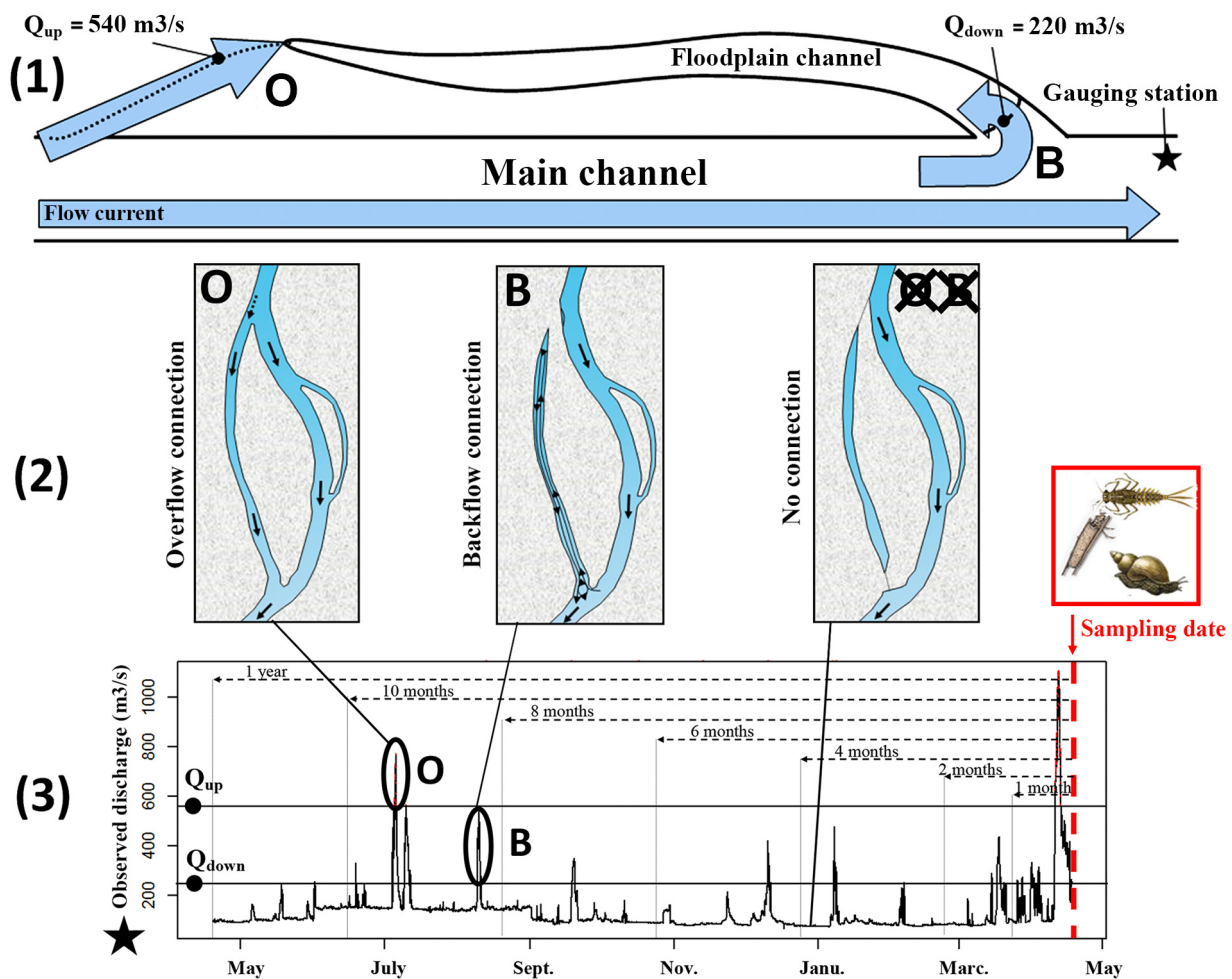 Qup = 540 m3/s
Qdown = 220 m3/s
(1)
O
Floodplain channel
Gauging station
B
Main channel
Flow current
(2)
O
Overflow connection
B
Backflow connection
O B
No connection
Sampling date
(3)
Observed discharge (m3/s)
1 year
10 months
8 months
6 months
4 months
2 months
1 month
1000
800
600
400
200
Qup
Qdown
O
B
May
July
Sept.
Nov.
Janu.
Marc.
May